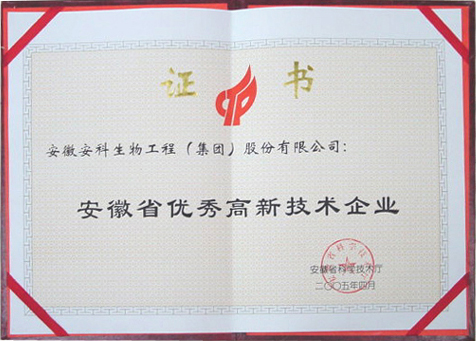 证书
安徽安科生物工程（集团）股份有限公司：
安徽省优秀高新技术企业
安徽省科学技术厅
二〇〇五年四月